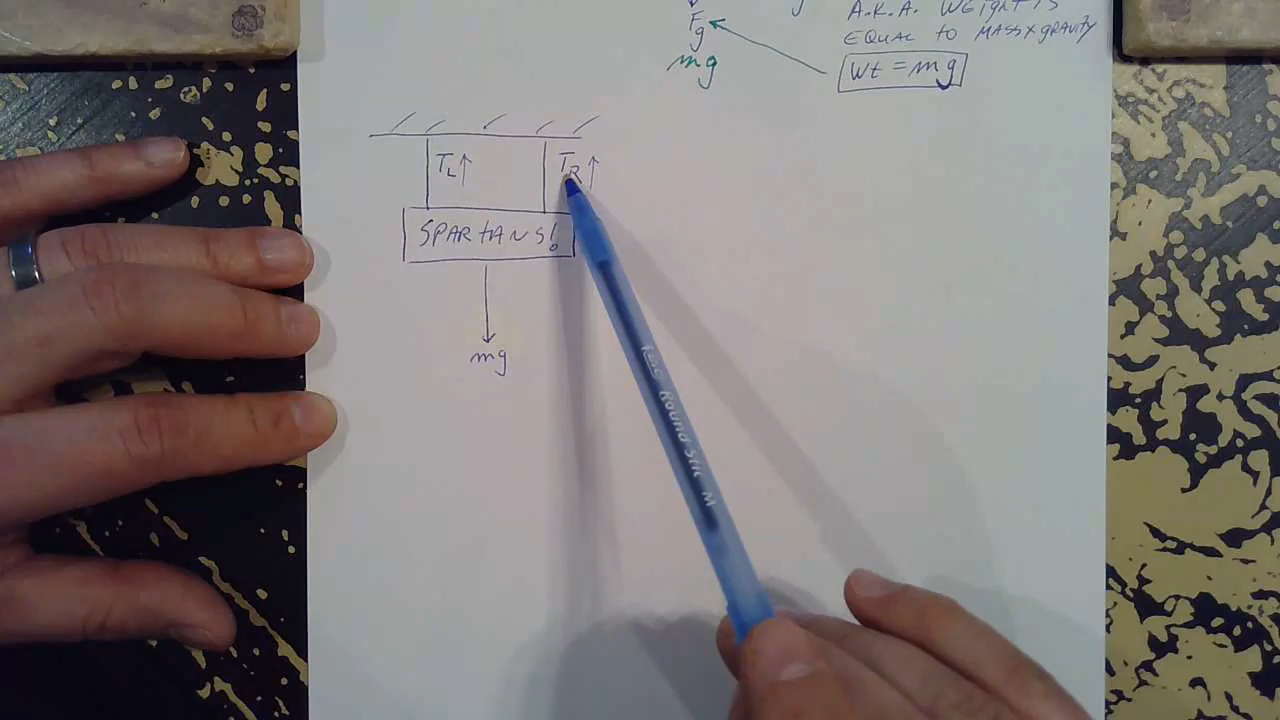 Fg
mg
A.K.A. Weight is
EQUAL to MASS x gravity
Wt = mg
TL↑
TR↑
SPARtANS!
mg
Round Stic M